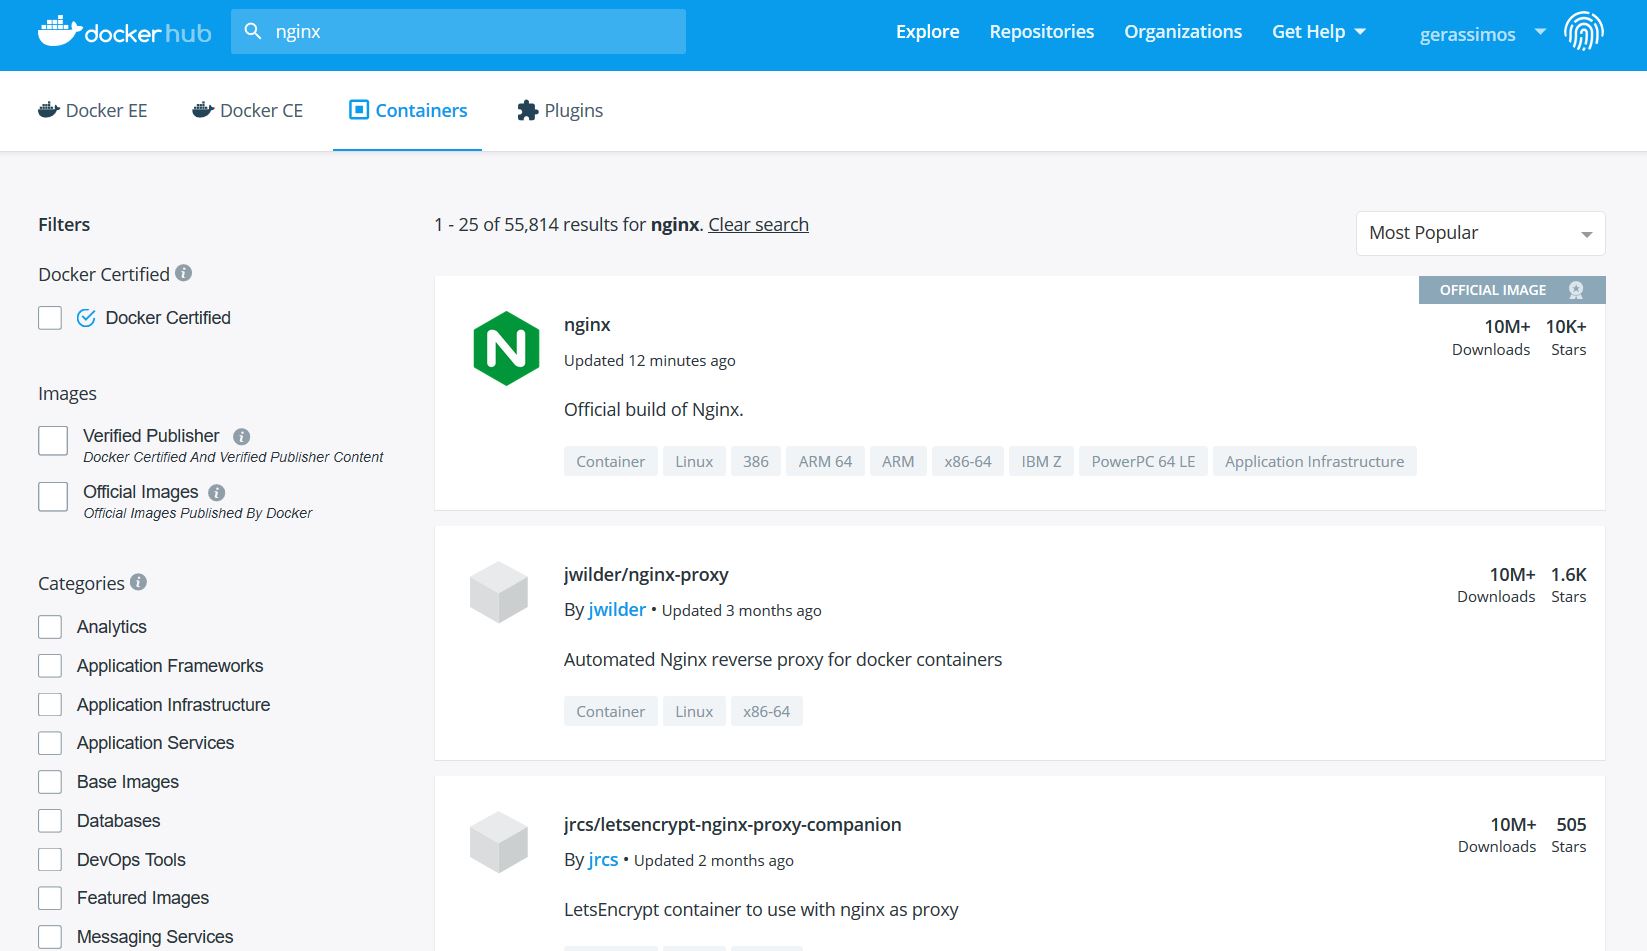 docker hub
nginx
Explore
Repositories
Organizations
Get Help
gerassimos
Docker EE
Docker CE
Containers
Plugins
Filters
Docker Certified
Docker Certified
Images
Verified Publisher
Docker Certified And Verified Publisher Content
Official Images
Official Images Published By Docker
Categories
Analytics
Application Frameworks
Application Infrastructure
Application Services
Base Images
Databases
DevOps Tools
Featured Images
Messaging Services
1 - 25 of 55,814 results for nginx. Clear search
Most Popular
OFFICIAL IMAGE
N
nginx
10M+ 10K+
Downloads Stars
Updated 12 minutes ago
Official build of Nginx.
Container Linux 386 ARM 64 ARM x86-64 IBM Z PowerPC 64 LE Application Infrastructure
jwilder/nginx-proxy
10M+ 1.6K
Downloads Stars
By jwilder • Updated 3 months ago
Automated Nginx reverse proxy for docker containers
Container Linux x86-64
jrcs/letsencrypt-nginx-proxy-companion
10M+ 505
Downloads Stars
By jrcs • Updated 2 months ago
LetsEncrypt container to use with nginx as proxy